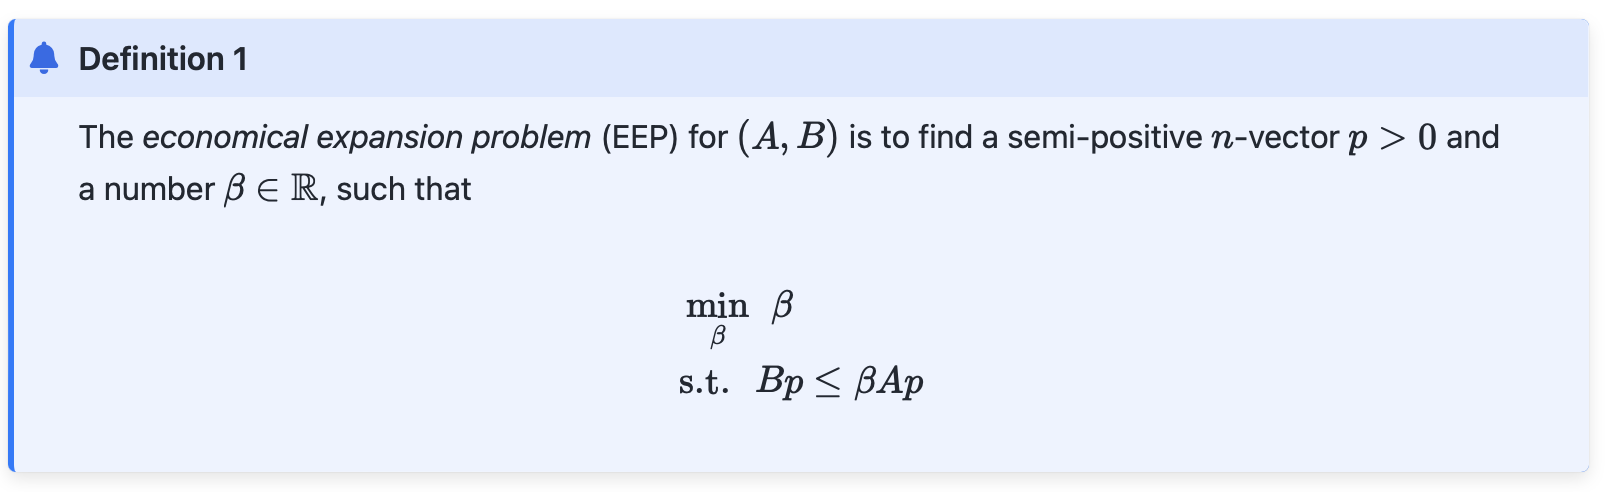 Definition 1
The economical expansion problem (EEP) for (A, B) is to find a semi-positive n-vector p > 0 and
a number β ∈ ℝ, such that
min β
β
s.t. Bp ≤ βAp